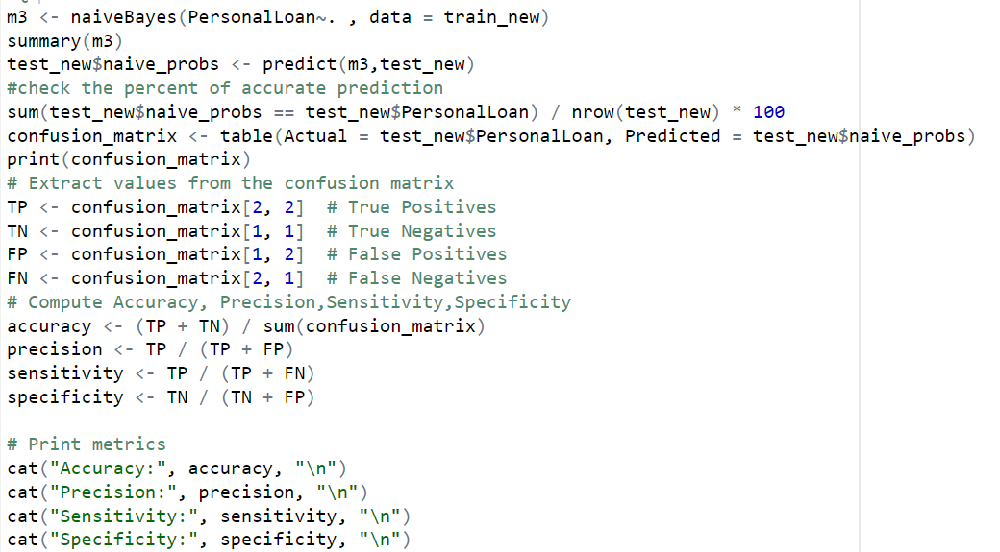 m3 <- naiveBayes(PersonalLoan~. , data = train_new)
summary(m3)
test_new$naive_probs <- predict(m3,test_new)
#check the percent of accurate prediction
sum(test_new$naive_probs == test_new$PersonalLoan) / nrow(test_new) * 100
confusion_matrix <- table(Actual = test_new$PersonalLoan, Predicted = test_new$naive_probs)
print(confusion_matrix)
# Extract values from the confusion matrix
TP <- confusion_matrix[2, 2]  # True Positives
TN <- confusion_matrix[1, 1]  # True Negatives
FP <- confusion_matrix[1, 2]  # False Positives
FN <- confusion_matrix[2, 1]  # False Negatives
# Compute Accuracy, Precision,Sensitivity,Specificity
accuracy <- (TP + TN) / sum(confusion_matrix)
precision <- TP / (TP + FP)
sensitivity <- TP / (TP + FN)
specificity <- TN / (TN + FP)
# Print metrics
cat("Accuracy:", accuracy, "\n")
cat("Precision:", precision, "\n")
cat("Sensitivity:", sensitivity, "\n")
cat("Specificity:", specificity, "\n")